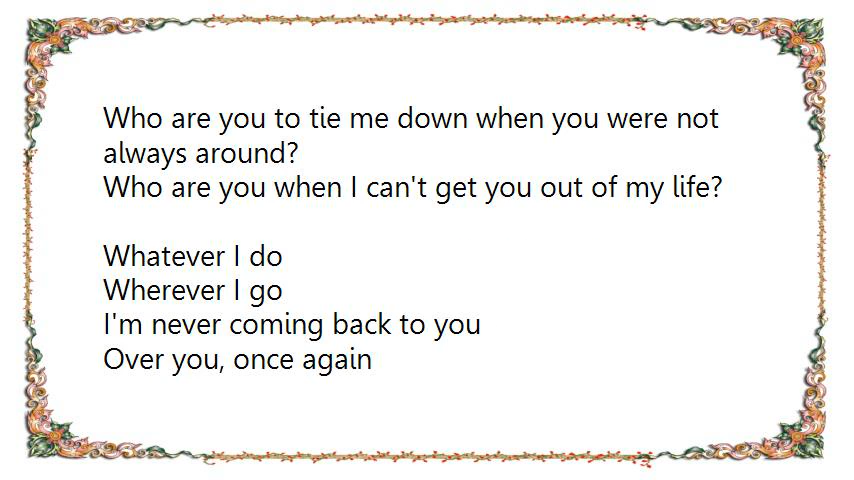 Who are you to tie me down when you were not
always around?
Who are you when I can't get you out of my life?

Whatever I do
Wherever I go
I'm never coming back to you
Over you, once again